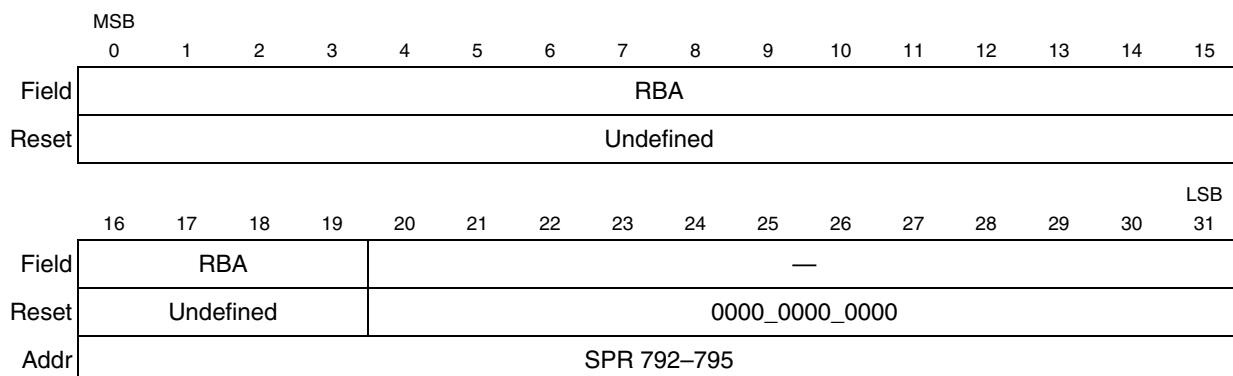 MSB
0 1 2 3 4 5 6 7 8 9 10 11 12 13 14 15
Field RBA
Reset Undefined
LSB
16 17 18 19 20 21 22 23 24 25 26 27 28 29 30 31
Field RBA —
Reset Undefined 0000_0000_0000
Addr SPR 792–795